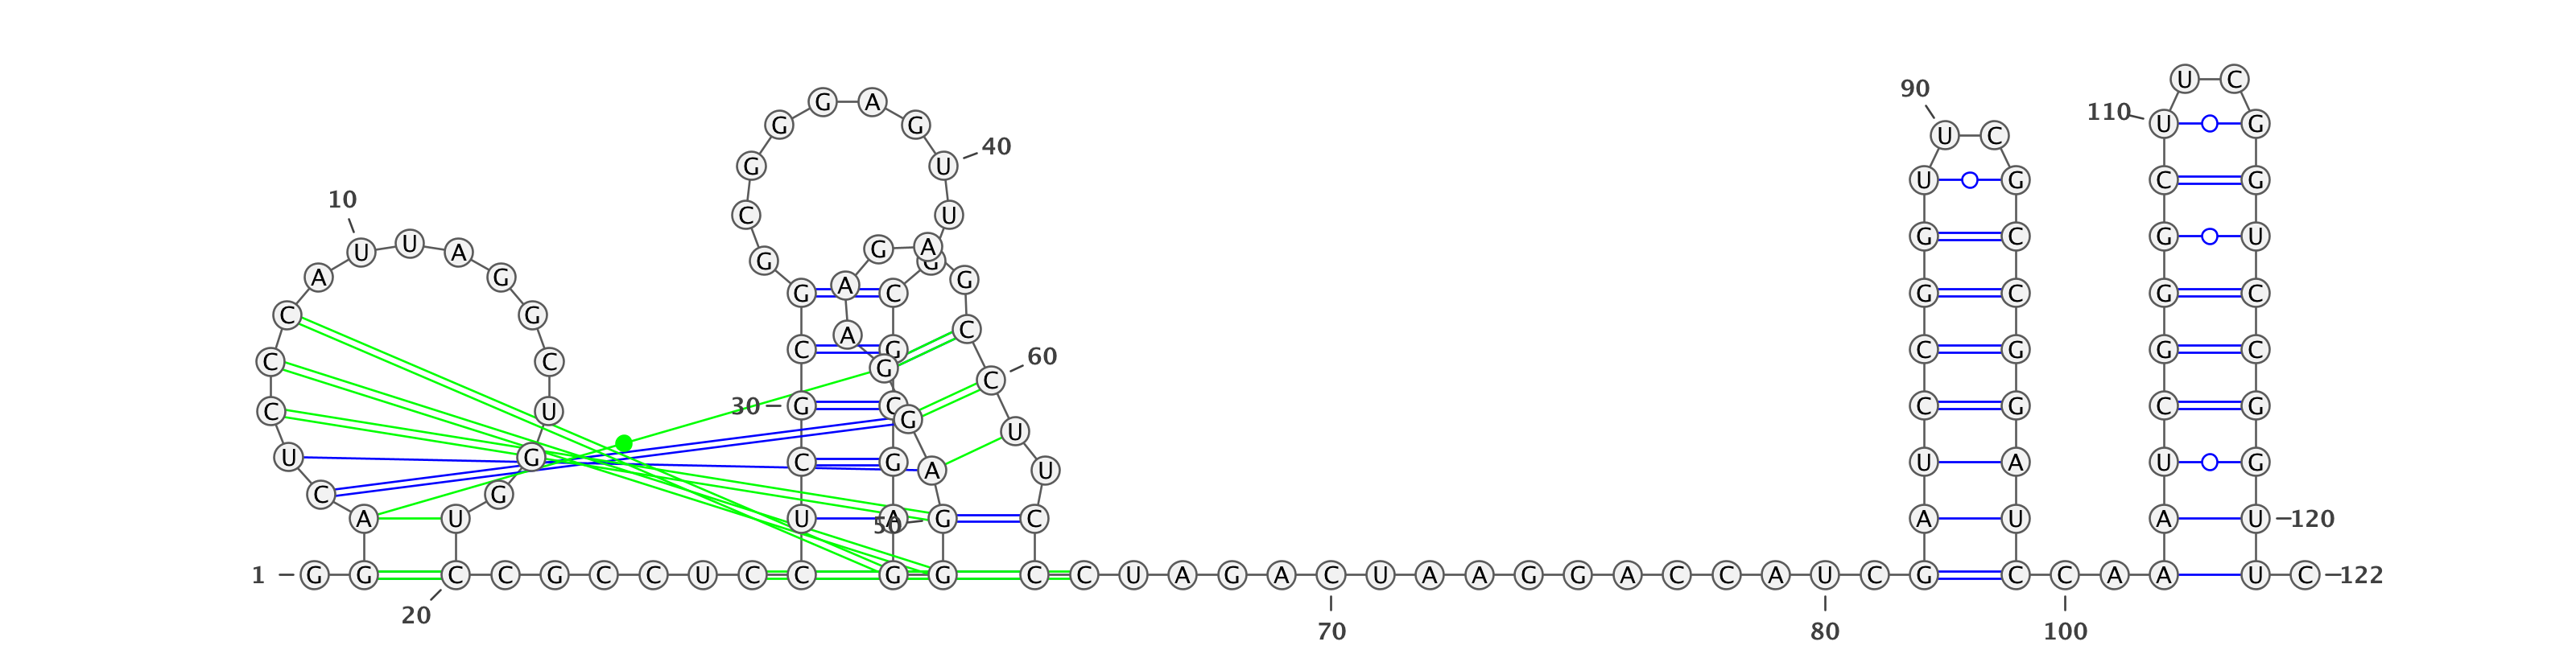 U C
90
G A
110
G G U G
U C
40
G U
U G C G
10
C U
G C G U
U U A G A
G G
A G G
A
G C G C G C
C G
C
A
C G C G G C
60
C C G
C
30 G C C G C G
C U G
U
U G
C G U A U G
A U
C G
A U U A G C A U A U 120
50
1 G G C C G C C U C C G G C C U A G A C U A A G G A C C A U C G C C A A U C 122
20
70 80 100